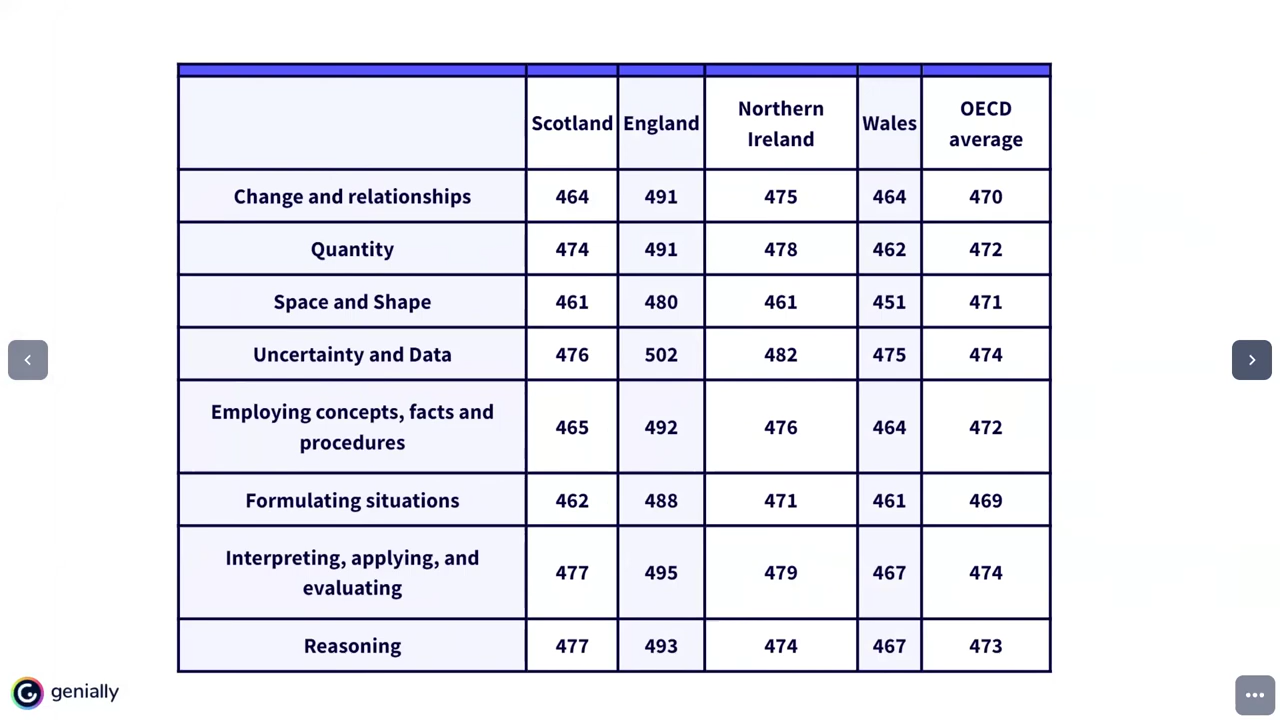 Scotland England Northern Ireland Wales OECD average
Change and relationships 464 491 475 464 470
Quantity 474 491 478 462 472
Space and Shape 461 480 461 451 471
Uncertainty and Data 476 502 482 475 474
Employing concepts, facts and procedures 465 492 476 464 472
Formulating situations 462 488 471 461 469
Interpreting, applying, and evaluating 477 495 479 467 474
Reasoning 477 493 474 467 473
genially